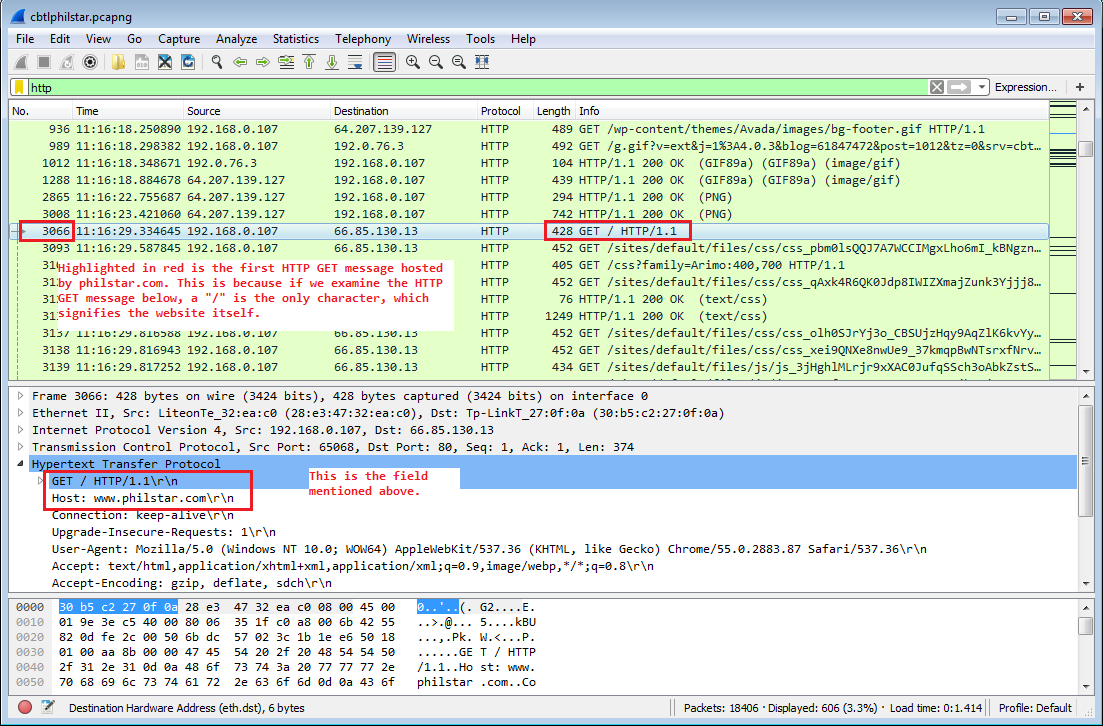 cbtlphilstar.pcapng
File Edit View Go Capture Analyze Statistics Telephony Wireless Tools Help
http Expression... +
No. Time Source Destination Protocol Length Info
936 11:16:18.250890 192.168.0.107 64.207.139.127 HTTP 489 GET /wp-content/themes/Avada/images/bg-footer.gif HTTP/1.1
989 11:16:18.298382 192.168.0.107 192.0.76.3 HTTP 492 GET /g.gif?v=ext&j=1%3A4.0.3&blog=61847472&post=1012&tz=0&srv=cbt…
1012 11:16:18.348671 192.0.76.3 192.168.0.107 HTTP 104 HTTP/1.1 200 OK (GIF89a) (GIF89a) (image/gif)
1288 11:16:18.884678 64.207.139.127 192.168.0.107 HTTP 439 HTTP/1.1 200 OK (GIF89a) (GIF89a) (image/gif)
2865 11:16:22.755687 64.207.139.127 192.168.0.107 HTTP 294 HTTP/1.1 200 OK (PNG)
3008 11:16:23.421060 64.207.139.127 192.168.0.107 HTTP 742 HTTP/1.1 200 OK (PNG)
3066 11:16:29.334645 192.168.0.107 66.85.130.13 HTTP 428 GET / HTTP/1.1
3093 11:16:29.587845 192.168.0.107 66.85.130.13 HTTP 452 GET /sites/default/files/css/css_pbm0lsQQJ7A7WCCIMgxLho6mI_kBNgzn…
HTTP 405 GET /css?family=Arimo:400,700 HTTP/1.1
HTTP 452 GET /sites/default/files/css/css_qAxk4R6QK0Jdp8IWIZXmajZunk3Yjjj8…
HTTP 76 HTTP/1.1 200 OK (text/css)
HTTP 1249 HTTP/1.1 200 OK (text/css)
Highlighted in red is the first HTTP GET message hosted
by philstar.com. This is because if we examine the HTTP
GET message below, a "/" is the only character, which
signifies the website itself.
3137 11:16:29.816588 192.168.0.107 66.85.130.13 HTTP 452 GET /sites/default/files/css/css_olh0SJrYj3o_CBSUjzHqy9AqZlK6kvYy…
3138 11:16:29.816943 192.168.0.107 66.85.130.13 HTTP 452 GET /sites/default/files/css/css_xei9QNXe8nwUe9_37kmqpBwNTsrxfNrv…
3139 11:16:29.817252 192.168.0.107 66.85.130.13 HTTP 434 GET /sites/default/files/js/js_3jHghlMLrjr9xXAC0JufqSSch3oAbkZstS…
Frame 3066: 428 bytes on wire (3424 bits), 428 bytes captured (3424 bits) on interface 0
Ethernet II, Src: LiteonTe_32:ea:c0 (28:e3:47:32:ea:c0), Dst: Tp-LinkT_27:0f:0a (30:b5:c2:27:0f:0a)
Internet Protocol Version 4, Src: 192.168.0.107, Dst: 66.85.130.13
Transmission Control Protocol, Src Port: 65068, Dst Port: 80, Seq: 1, Ack: 1, Len: 374
Hypertext Transfer Protocol
GET / HTTP/1.1\r\n
Host: www.philstar.com\r\n
This is the field
mentioned above.
Connection: keep-alive\r\n
Upgrade-Insecure-Requests: 1\r\n
User-Agent: Mozilla/5.0 (Windows NT 10.0; WOW64) AppleWebKit/537.36 (KHTML, like Gecko) Chrome/55.0.2883.87 Safari/537.36\r\n
Accept: text/html,application/xhtml+xml,application/xml;q=0.9,image/webp,*/*;q=0.8\r\n
Accept-Encoding: gzip, deflate, sdch\r\n
0000 30 b5 c2 27 0f 0a 28 e3 47 32 ea c0 08 00 45 00 0..'..(. G2....E.
0010 01 9e 3e c5 40 00 80 06 35 1f c0 a8 00 6b 42 55 ..>.@... 5....kBU
0020 82 0d fe 2c 00 50 6b dc 57 02 3c 1b 1e e6 50 18 ...,.Pk. W.<...P.
0030 01 00 aa 8b 00 00 47 45 54 20 2f 20 48 54 54 50 ......GE T / HTTP
0040 2f 31 2e 31 0d 0a 48 6f 73 74 3a 20 77 77 77 2e /1.1..Ho st: www.
0050 70 68 69 6c 73 74 61 72 2e 63 6f 6d 0d 0a 43 6f philstar .com..Co
Destination Hardware Address (eth.dst), 6 bytes Packets: 18406 · Displayed: 606 (3.3%) · Load time: 0:1.414 Profile: Default